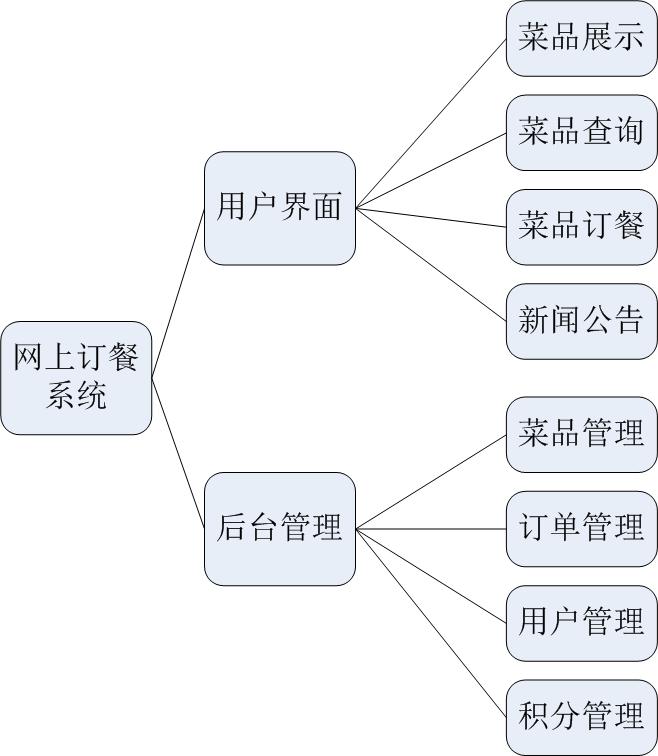 菜品展示
菜品查询
用户界面
菜品订餐
新闻公告
网上订餐
系统
菜品管理
后台管理
订单管理
用户管理
积分管理